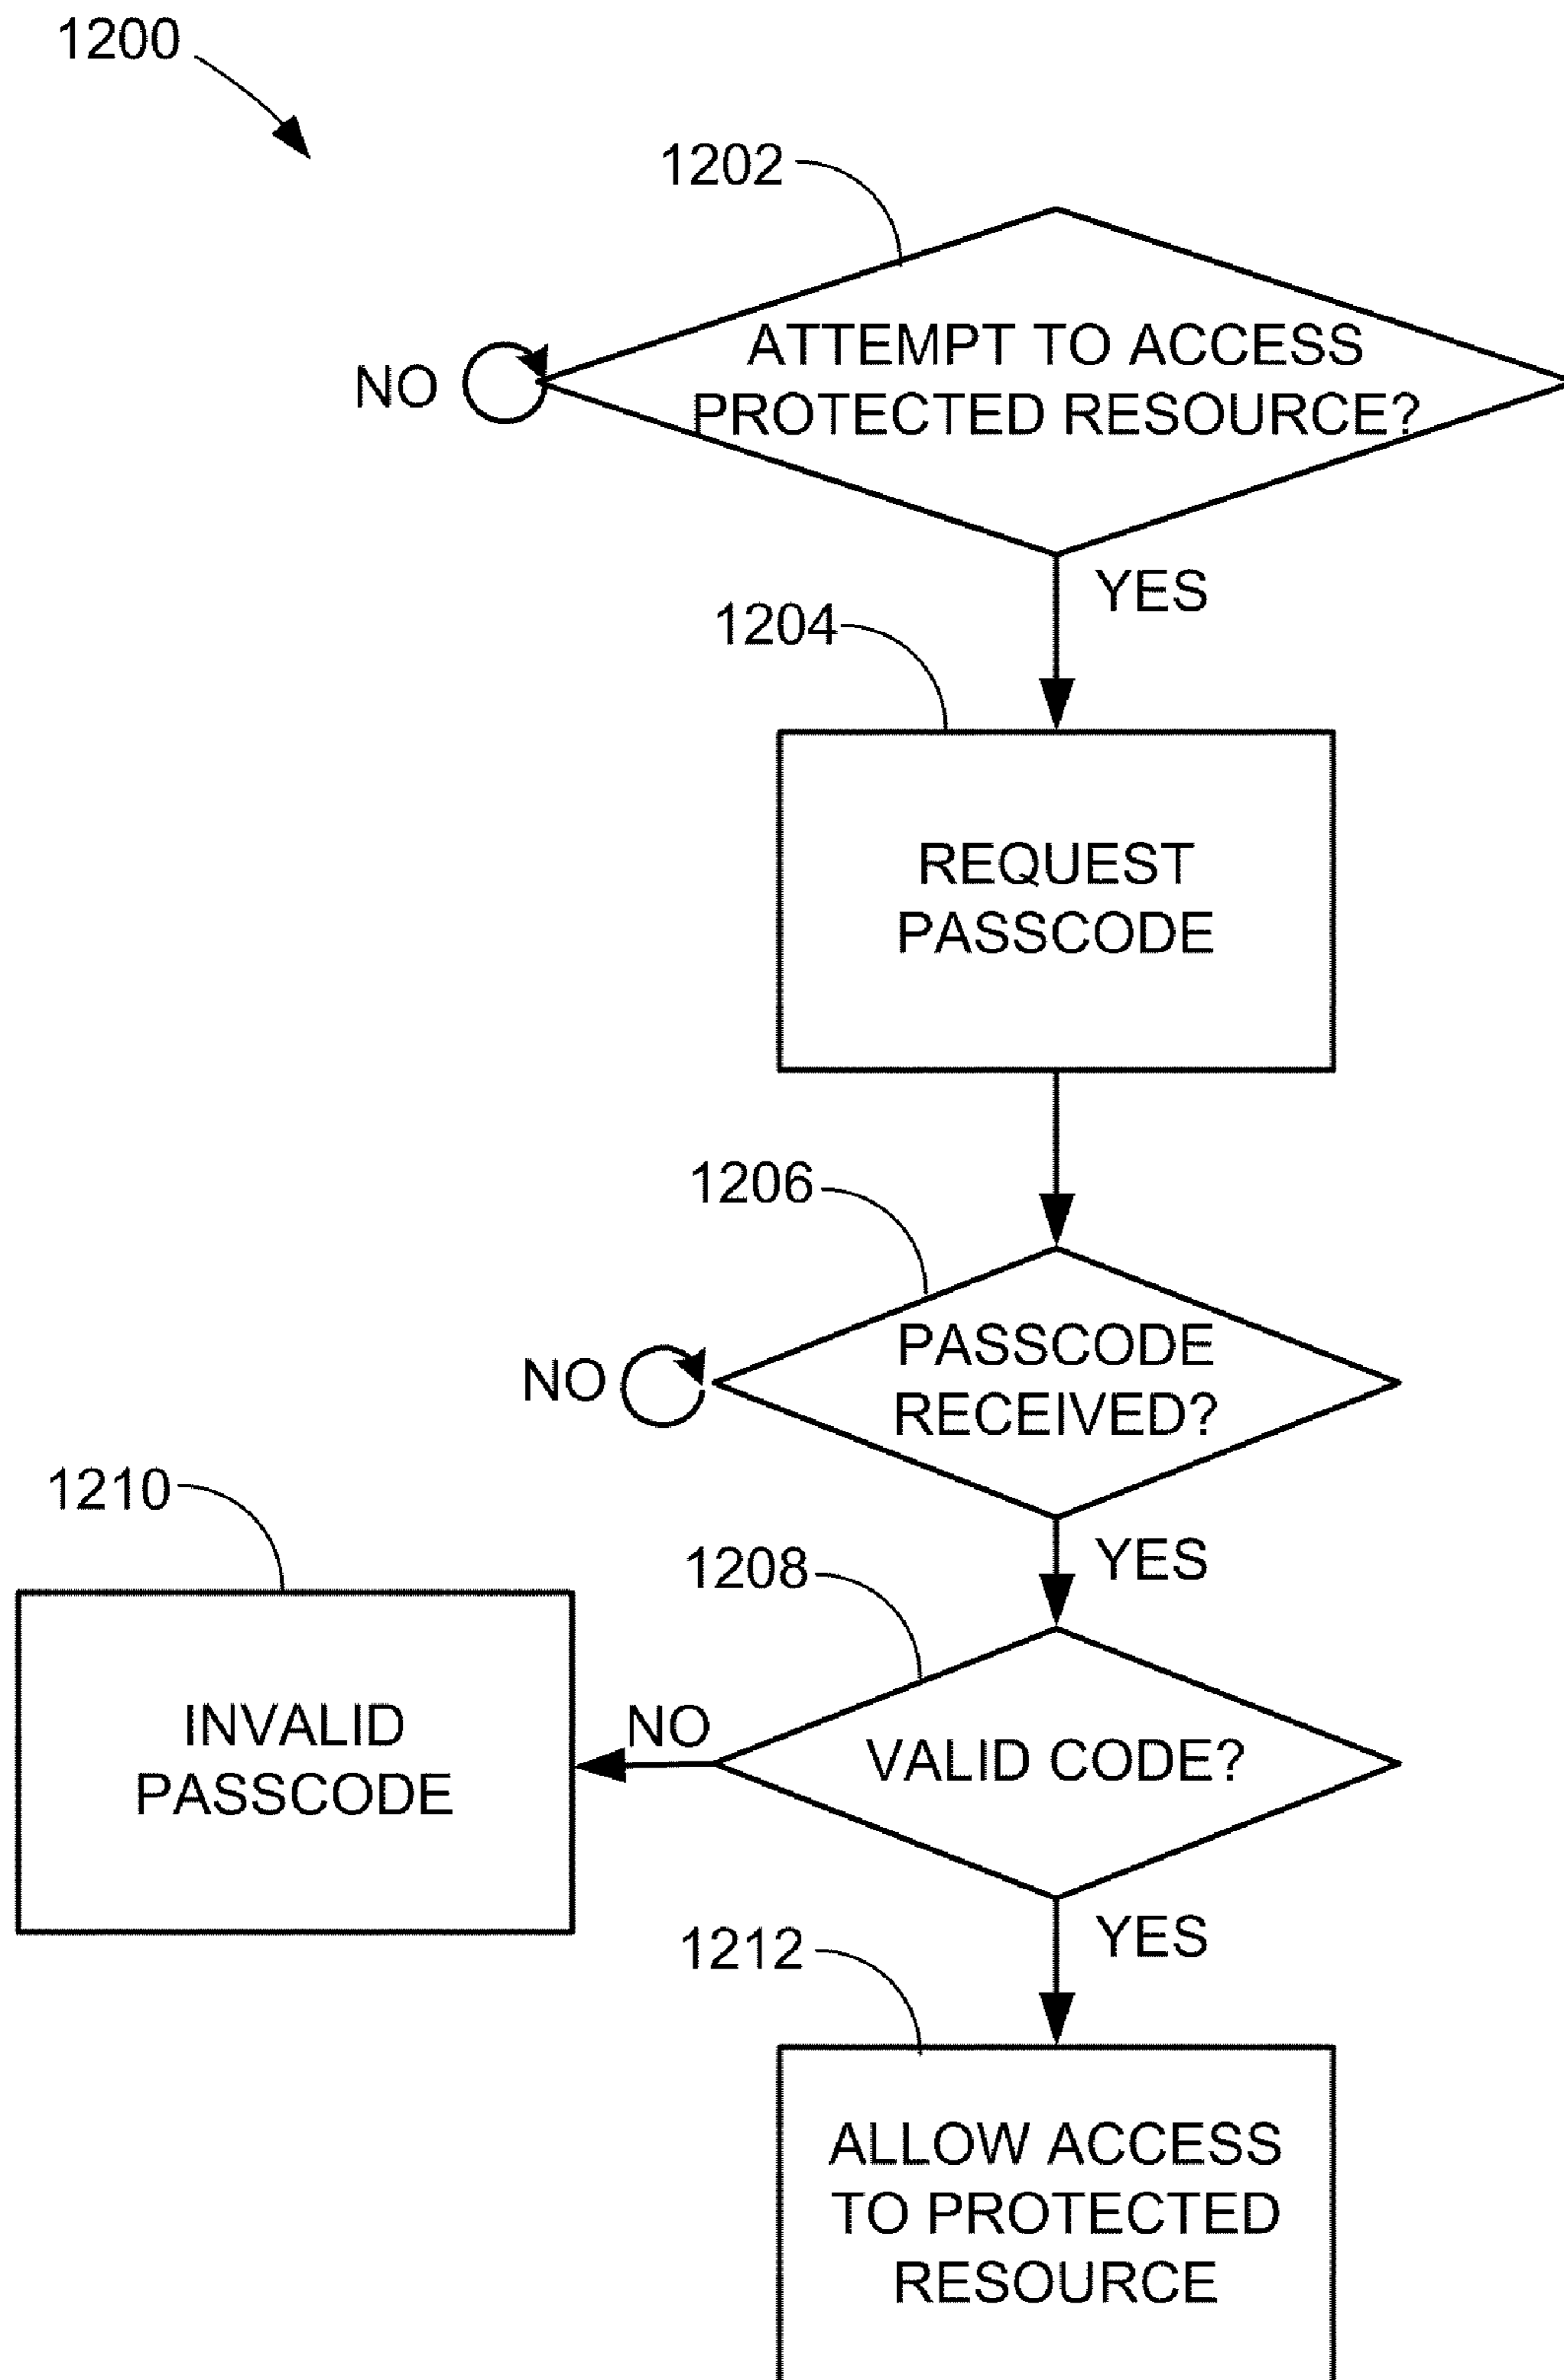 1200
1202
ATTEMPT TO ACCESS
PROTECTED RESOURCE?
NO
YES
1204
REQUEST
PASSCODE
1206
PASSCODE
RECEIVED?
NO
YES
1210
1208
INVALID
PASSCODE
NO
VALID CODE?
YES
1212
ALLOW ACCESS
TO PROTECTED
RESOURCE